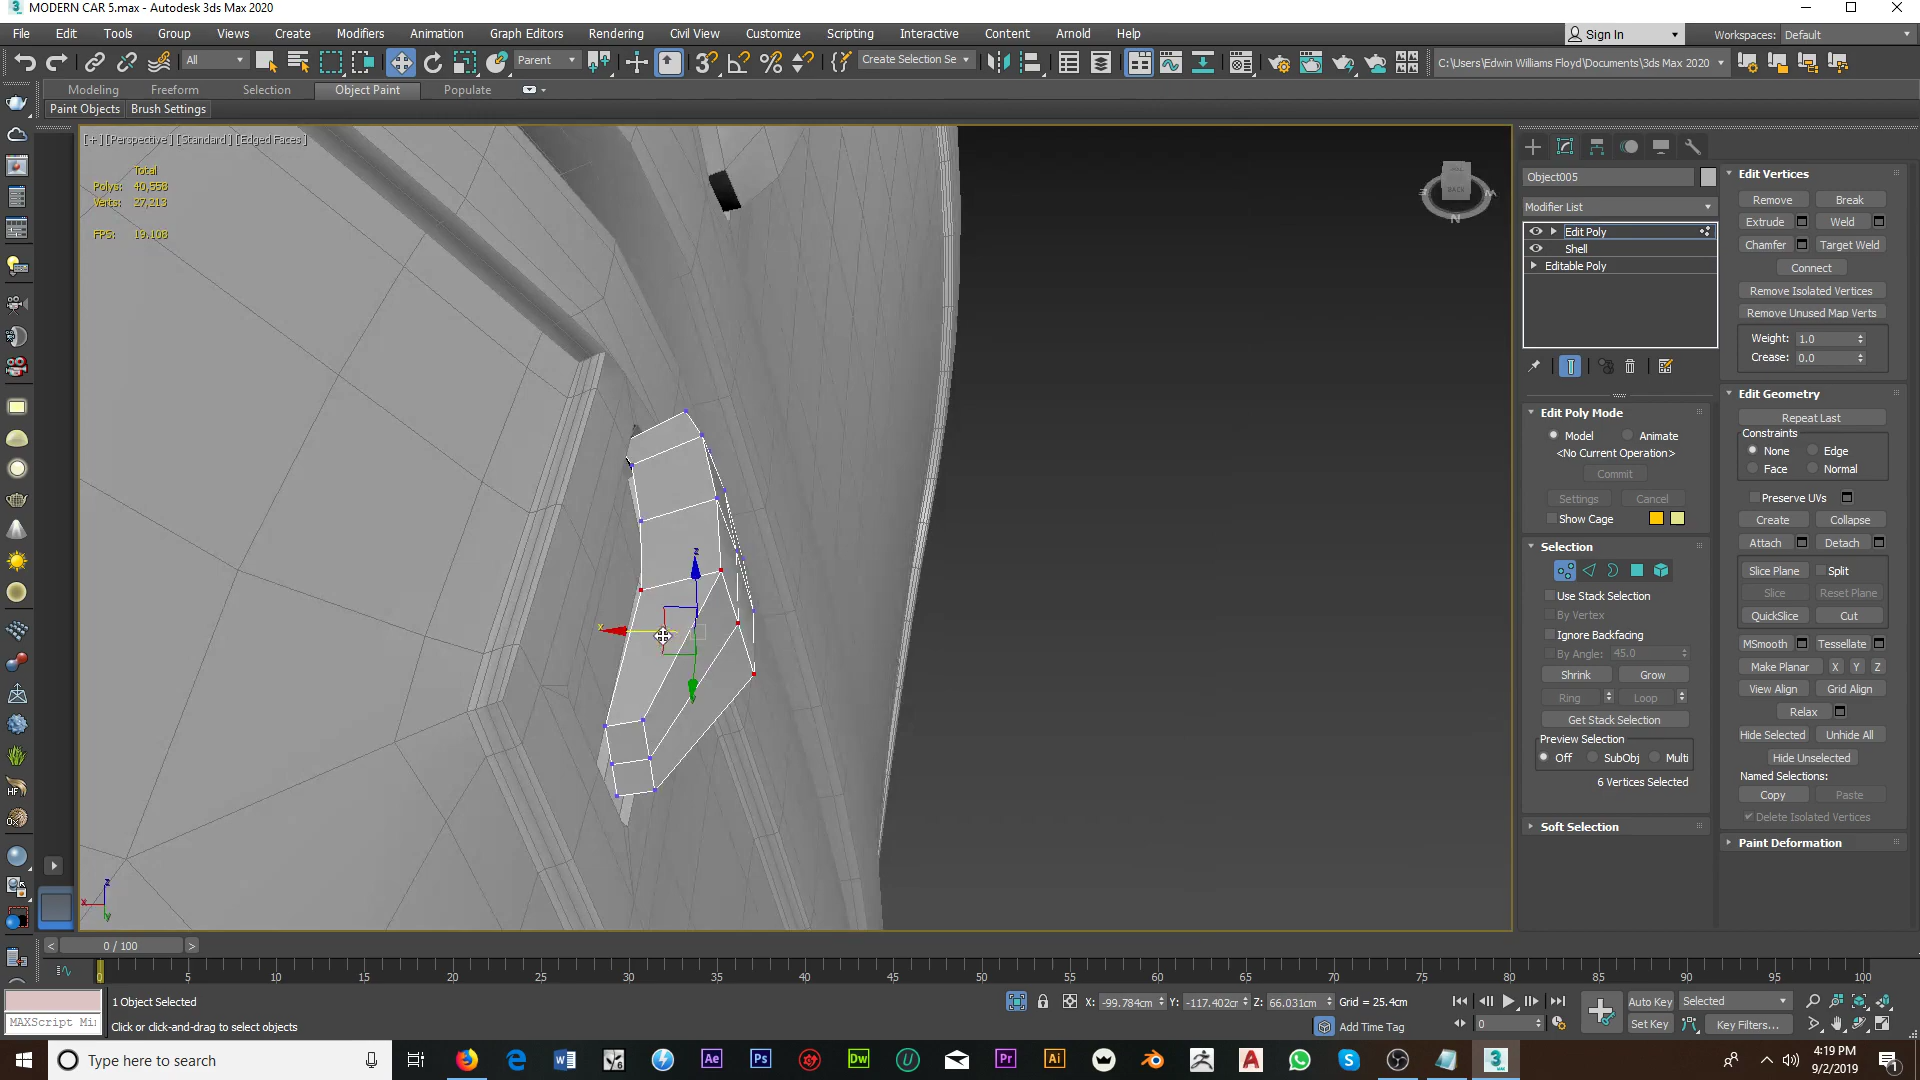 MODERN CAR 5.max - Autodesk 3ds Max 2020
File Edit Tools Group Views Create Modifiers Animation Graph Editors Rendering Civil View Customize Scripting Interactive Content Arnold Help
Sign In Workspaces: Default
All Parent Create Selection Se C:\Users\Edwin Williams Floyd\Documents\3ds Max 2020
Modeling Freeform Selection Object Paint Populate
Paint Objects Brush Settings
[+] [Perspective] [Standard] [Edged Faces]
Total
Polys: 40,558
Verts: 27,213
FPS: 19.108
BACK
N
Object005
Modifier List
Edit Poly
Shell
Editable Poly
Edit Poly Mode
Model Animate
<No Current Operation>
Commit
Settings Cancel
Show Cage
Selection
Use Stack Selection
By Vertex
Ignore Backfacing
By Angle: 45.0
Shrink Grow
Ring Loop
Get Stack Selection
Preview Selection
Off SubObj Multi
6 Vertices Selected
Soft Selection
Edit Vertices
Remove Break
Extrude Weld
Chamfer Target Weld
Connect
Remove Isolated Vertices
Remove Unused Map Verts
Weight: 1.0
Crease: 0.0
Edit Geometry
Repeat Last
Constraints
None Edge
Face Normal
Preserve UVs
Create Collapse
Attach Detach
Slice Plane Split
Slice Reset Plane
QuickSlice Cut
MSmooth Tessellate
Make Planar X Y Z
View Align Grid Align
Relax
Hide Selected Unhide All
Hide Unselected
Named Selections:
Copy Paste
Delete Isolated Vertices
Paint Deformation
z
x
z
x y
< 0 / 100 >
0 5 10 15 20 25 30 35 40 45 50 55 60 65 70 75 80 85 90 95 100
1 Object Selected X: -99.784cm Y: -117.402cr Z: 66.031cm Grid = 25.4cm Auto Key Selected
MAXScript Mi Click or click-and-drag to select objects Add Time Tag 0 Set Key Key Filters...
Type here to search
4:19 PM
9/2/2019